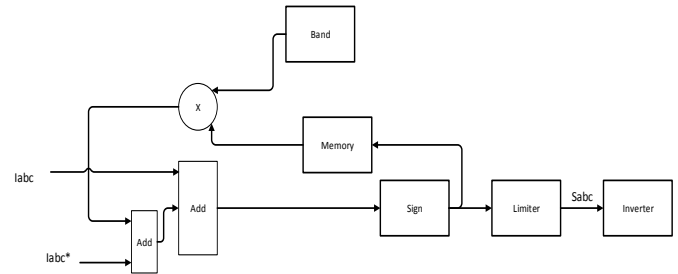 Band
X
Memory
Iabc
Add
Sign
Limiter
Sabc
Inverter
Add
Iabc*